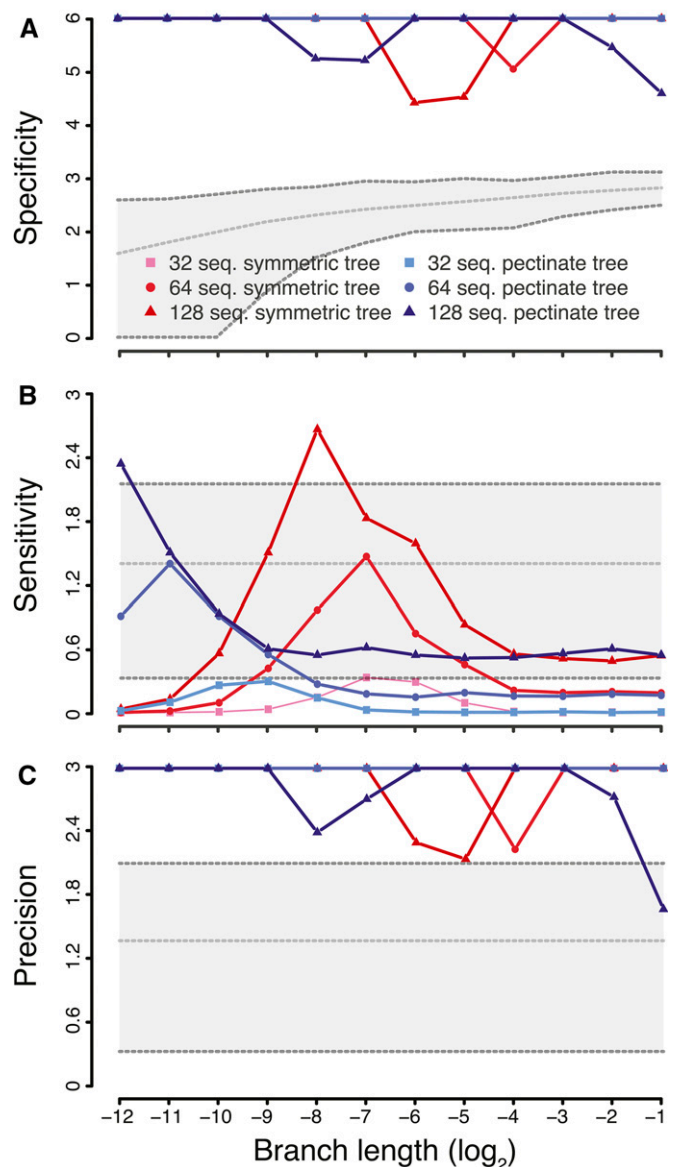 A
Specificity
6
5
4
3
2
1
0
32 seq. symmetric tree
64 seq. symmetric tree
128 seq. symmetric tree
32 seq. pectinate tree
64 seq. pectinate tree
128 seq. pectinate tree
B
Sensitivity
3
2.4
1.8
1.2
0.6
0
C
Precision
3
2.4
1.8
1.2
0.6
0
−12 −11 −10 −9 −8 −7 −6 −5 −4 −3 −2 −1
Branch length (log₂)